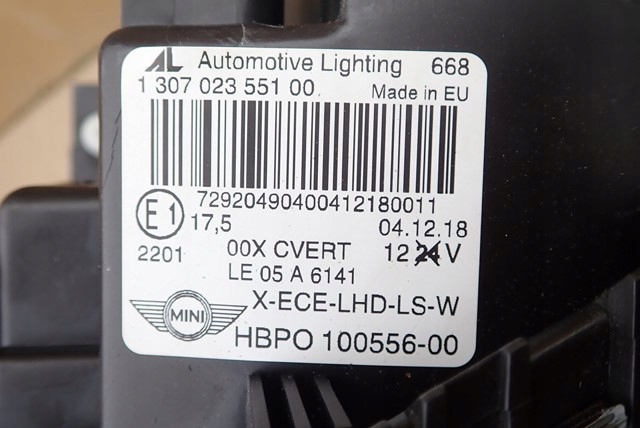 AL Automotive Lighting 668
1 307 023 551 00 Made in EU
72920490400412180011
E1 17,5 04.12.18
2201 00X CVERT 12 24 V
LE 05 A 6141
X-ECE-LHD-LS-W
MINI
HBPO 100556-00